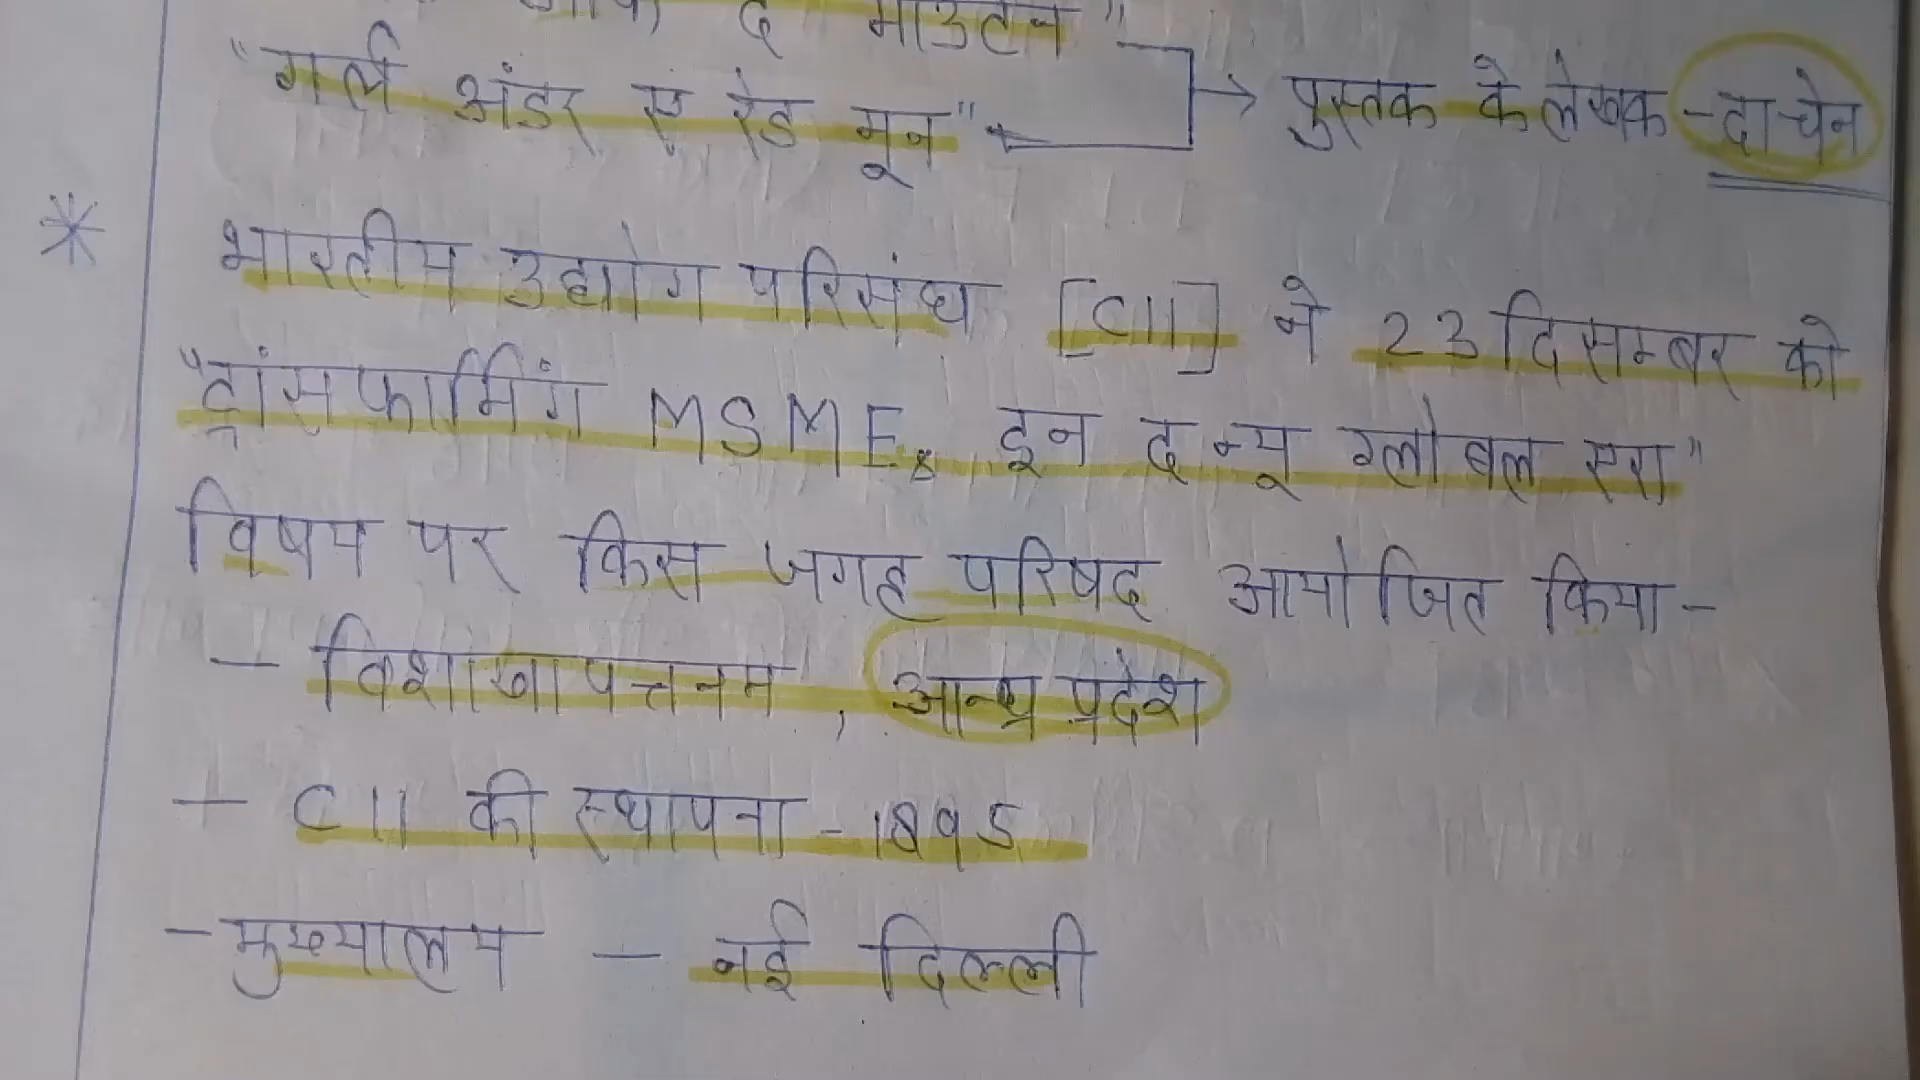 द माउंटेन"
"गर्ल अंडर ए रेड मून" → पुस्तक के लेखक - दा चेन
* भारतीय उद्योग परिसंघ [CII] ने 23 दिसम्बर को
"ट्रांसफार्मिंग MSMEs इन द न्यू ग्लोबल एरा"
विषय पर किस जगह परिषद आयोजित किया -
- विशाखापत्तनम, आन्ध्र प्रदेश
- CII की स्थापना - 1895
- मुख्यालय - नई दिल्ली